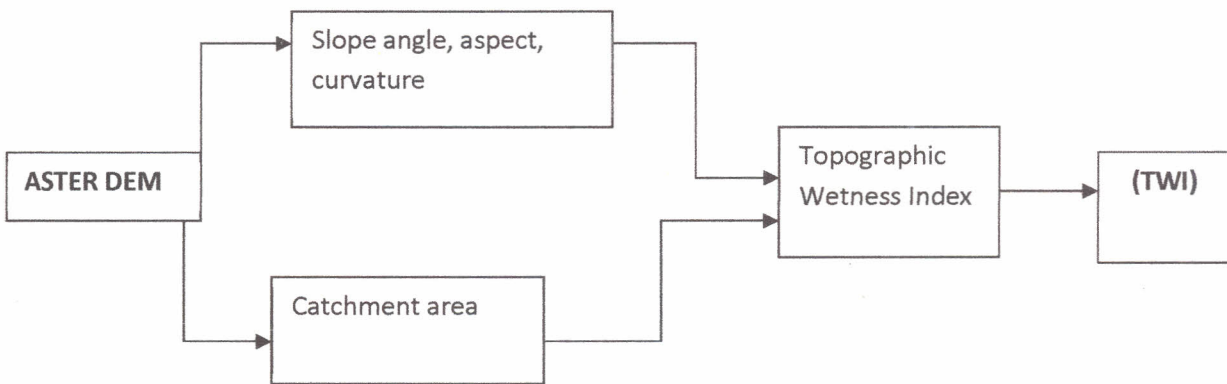 Slope angle, aspect,
curvature
ASTER DEM
Topographic
Wetness Index
(TWI)
Catchment area